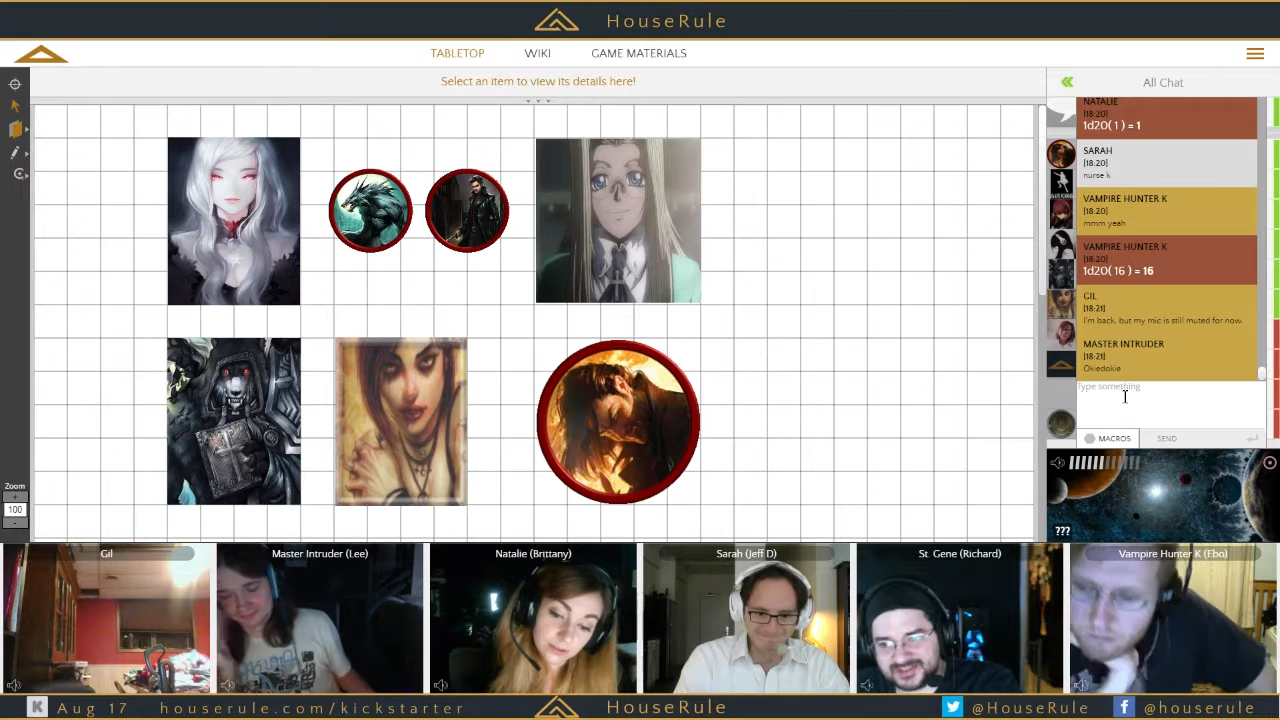 HouseRule
TABLETOP WIKI GAME MATERIALS
Select an item to view its details here!
All Chat
NATALIE
[18:20]
1d20( 1 ) = 1
SARAH
[18:20]
nurse k
VAMPIRE HUNTER K
[18:20]
mmm yeah
VAMPIRE HUNTER K
[18:20]
1d20( 16 ) = 16
GIL
[18:21]
I'm back, but my mic is still muted for now.
MASTER INTRUDER
[18:21]
Okiedokie
Type something
MACROS SEND
Zoom
+
100
-
???
Gil
Master Intruder (Lee)
Natalie (Brittany)
Sarah (Jeff D)
St. Gene (Richard)
Vampire Hunter K (Ebo)
K Aug 17 houserule.com/kickstarter HouseRule @HouseRule f @houserule